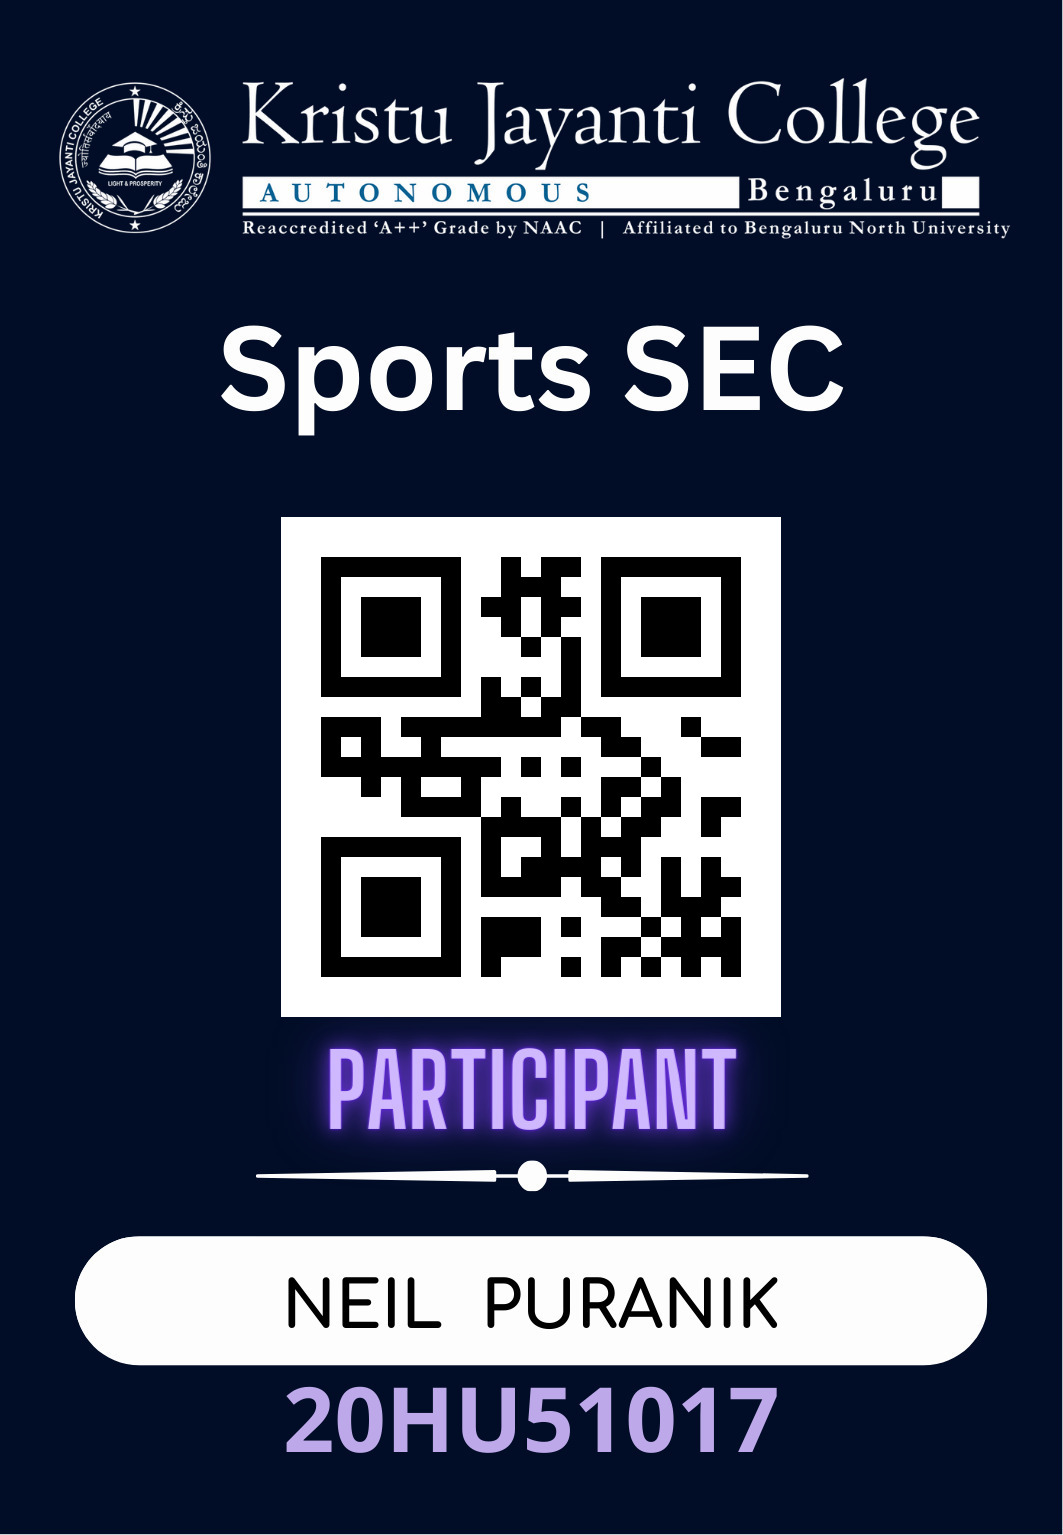 KRISTU JAYANTI COLLEGE
ಕ್ರಿಸ್ತು ಜಯಂತಿ ಕಾಲೇಜು
LIGHT & PROSPERITY
Kristu Jayanti College
AUTONOMOUS Bengaluru
Reaccredited ‘A++’ Grade by NAAC | Affiliated to Bengaluru North University
Sports SEC
PARTICIPANT
NEIL PURANIK
20HU51017